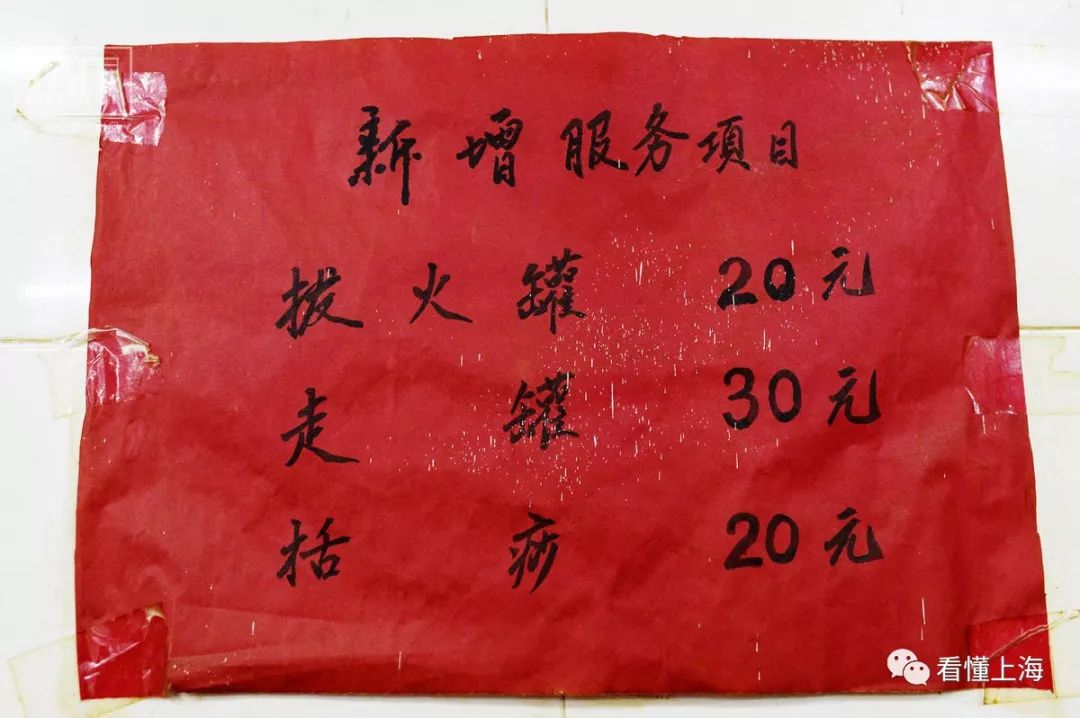 新增服务項目
拔火罐 20元
走罐 30元
括痧 20元
看懂上海